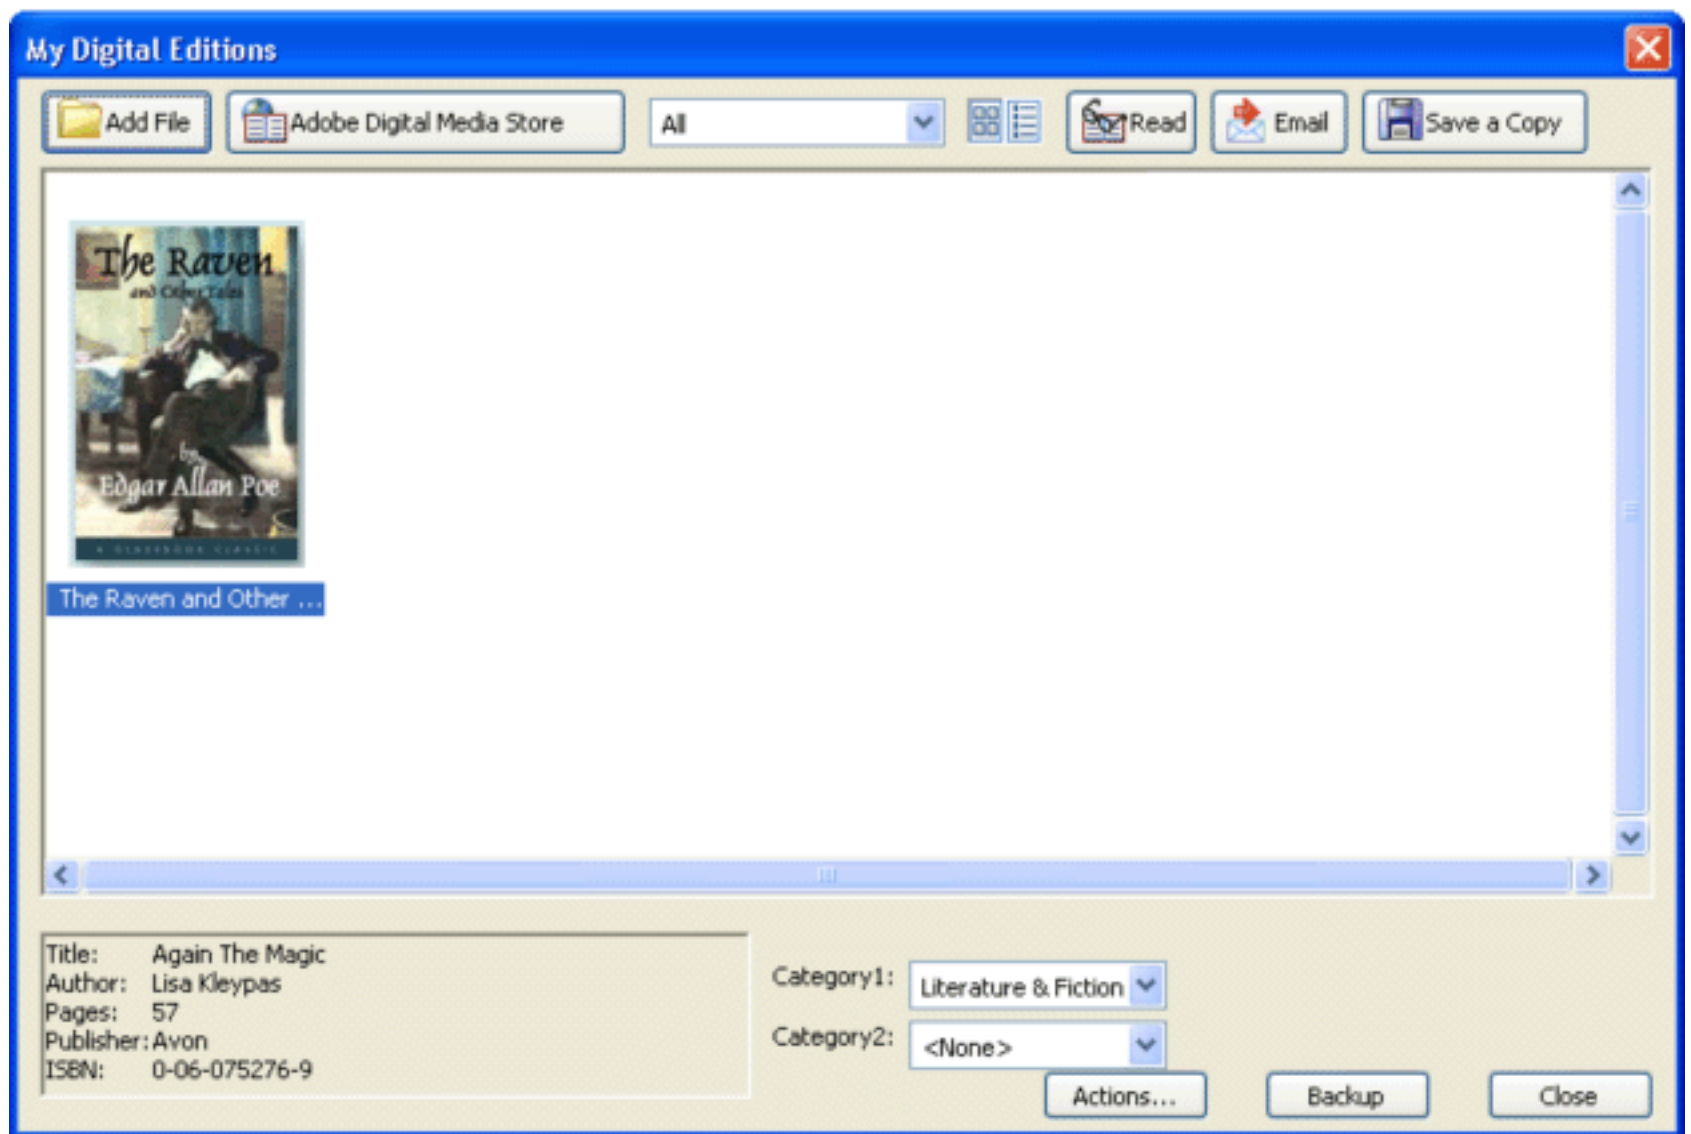 My Digital Editions
Add File Adobe Digital Media Store All Read Email Save a Copy
The Raven
and Other Tales
by
Edgar Allan Poe
A GLASSBOOK CLASSIC
The Raven and Other ...
Title: Again The Magic
Author: Lisa Kleypas
Pages: 57
Publisher: Avon
ISBN: 0-06-075276-9
Category1: Literature & Fiction
Category2: <None>
Actions... Backup Close